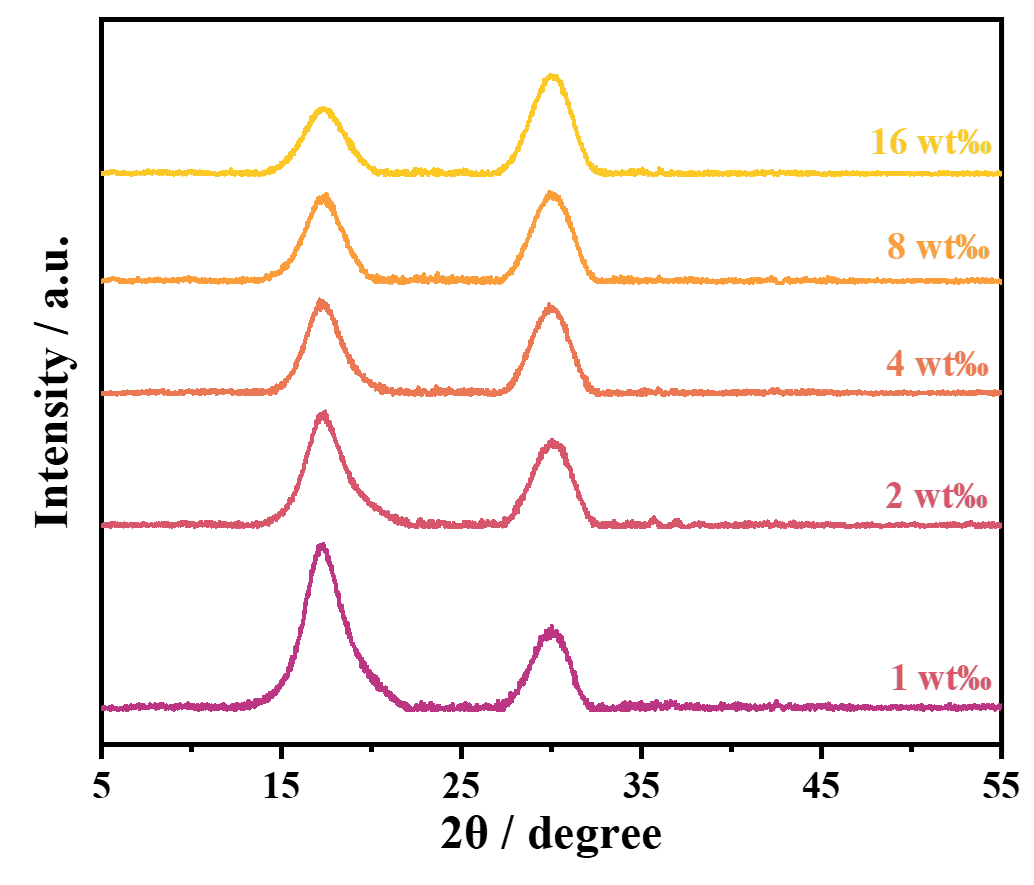 16 wt‰
8 wt‰
4 wt‰
2 wt‰
1 wt‰
Intensity / a.u.
5 15 25 35 45 55
2θ / degree